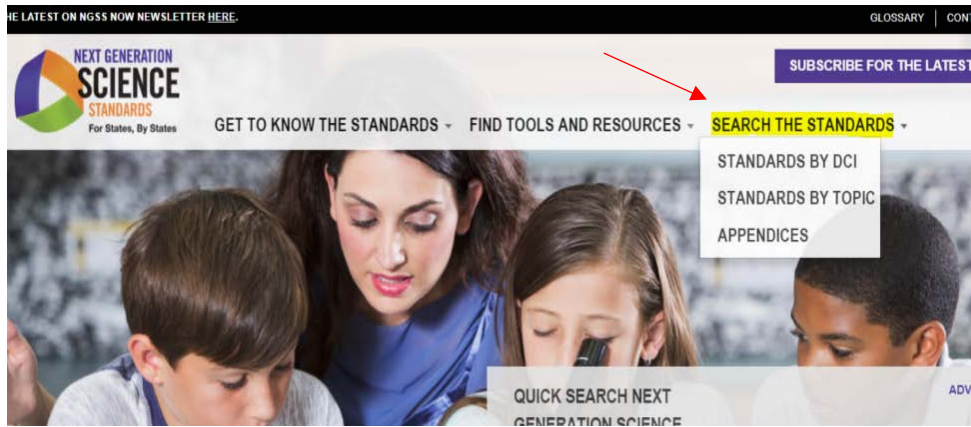 HE LATEST ON NGSS NOW NEWSLETTER HERE.
GLOSSARY
NEXT GENERATION
SCIENCE
STANDARDS
For States, By States
SUBSCRIBE FOR THE LATEST
GET TO KNOW THE STANDARDS
FIND TOOLS AND RESOURCES
SEARCH THE STANDARDS
STANDARDS BY DCI
STANDARDS BY TOPIC
APPENDICES
QUICK SEARCH NEXT
GENERATION SCIENCE